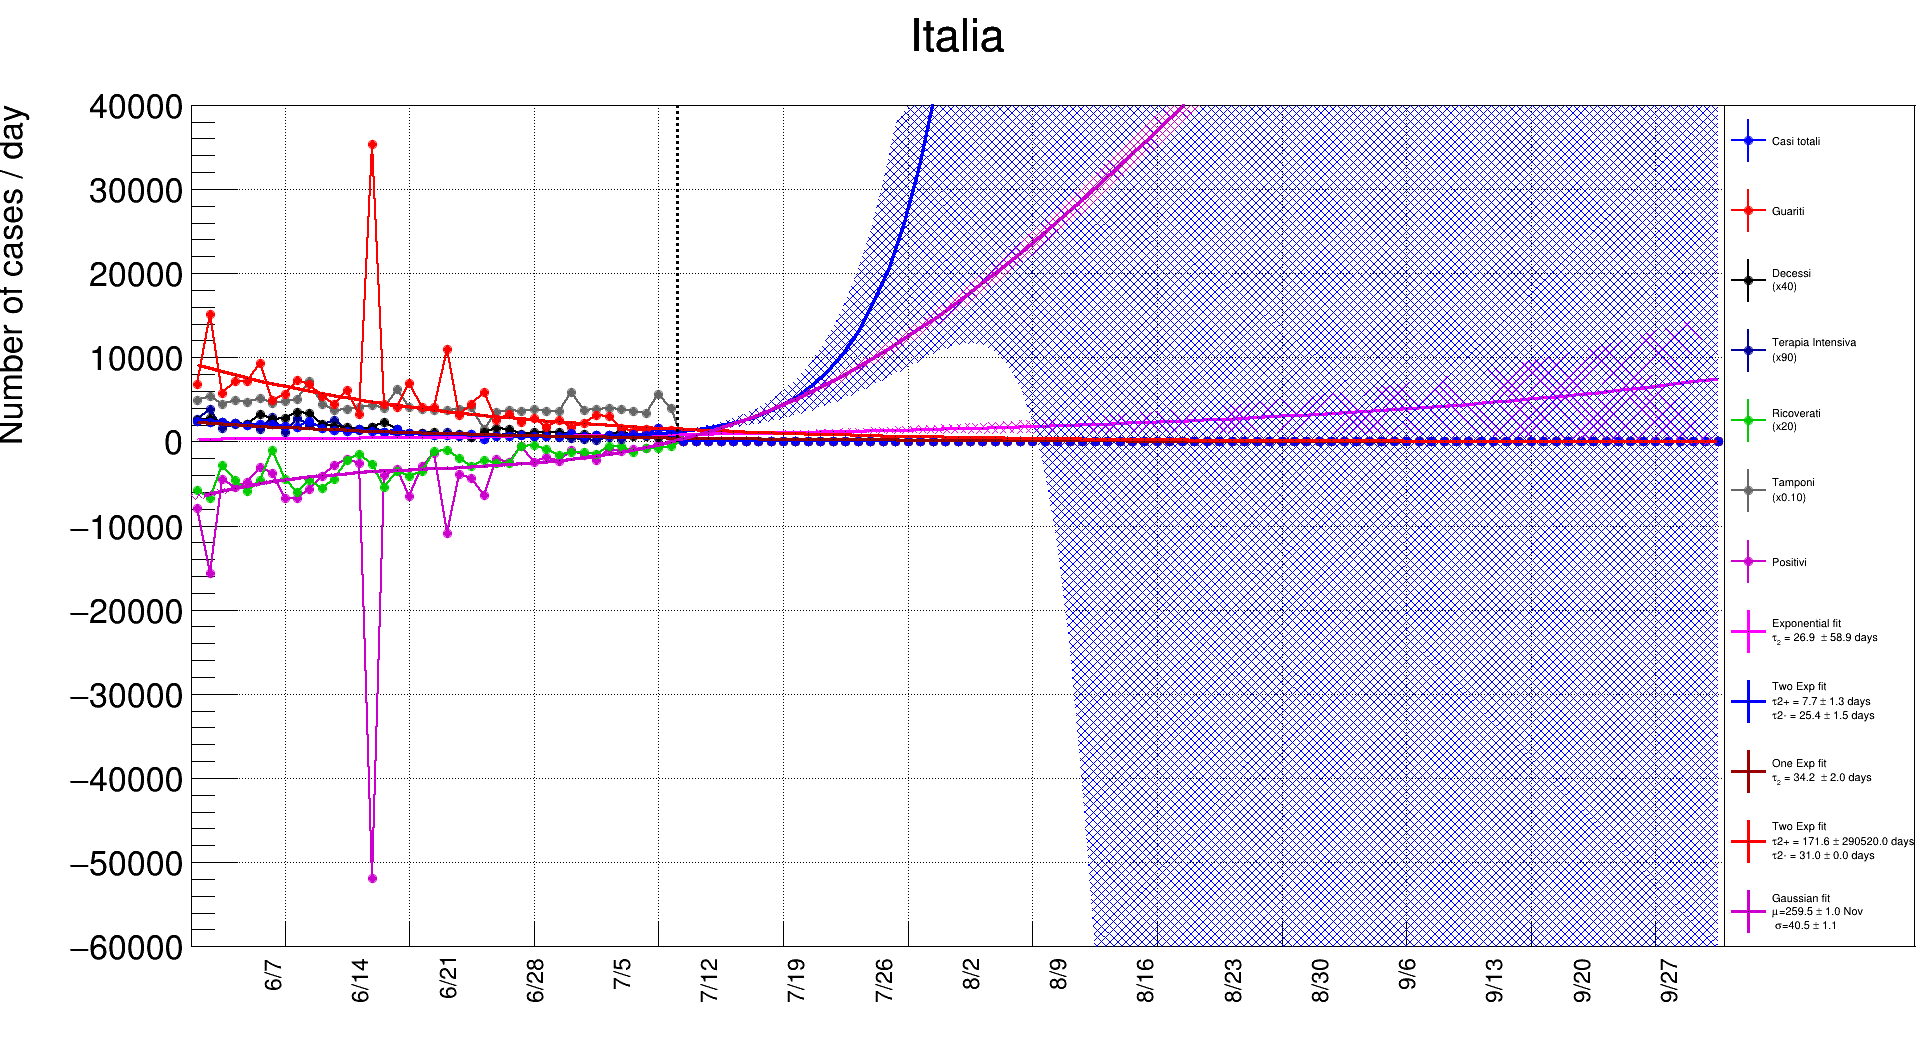 Italia
Number of cases / day
40000
30000
20000
10000
0
−10000
−20000
−30000
−40000
−50000
−60000
6/7
6/14
6/21
6/28
7/5
7/12
7/19
7/26
8/2
8/9
8/16
8/23
8/30
9/6
9/13
9/20
9/27
Casi totali
Guariti
Decessi
(x40)
Terapia Intensiva
(x90)
Ricoverati
(x20)
Tamponi
(x0.10)
Positivi
Exponential fit
τ₂ = 26.9 ± 58.9 days
Two Exp fit
τ2+ = 7.7 ± 1.3 days
τ2- = 25.4 ± 1.5 days
One Exp fit
τ₂ = 34.2 ± 2.0 days
Two Exp fit
τ2+ = 171.6 ± 290520.0 days
τ2- = 31.0 ± 0.0 days
Gaussian fit
μ=259.5 ± 1.0 Nov
σ=40.5 ± 1.1